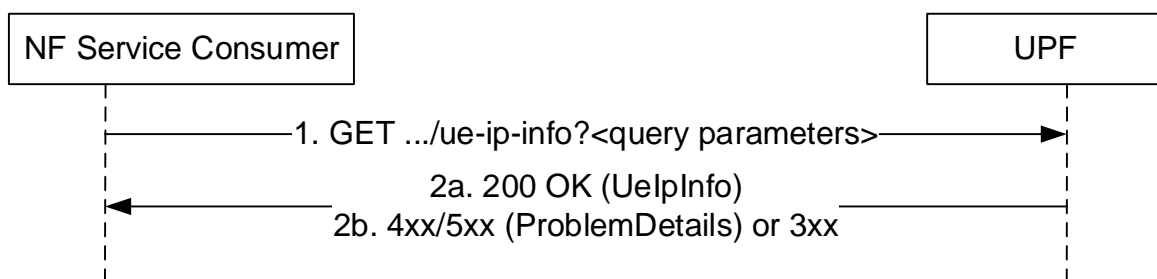 NF Service Consumer
UPF
1. GET .../ue-ip-info?<query parameters>
2a. 200 OK (UeIpInfo)
2b. 4xx/5xx (ProblemDetails) or 3xx